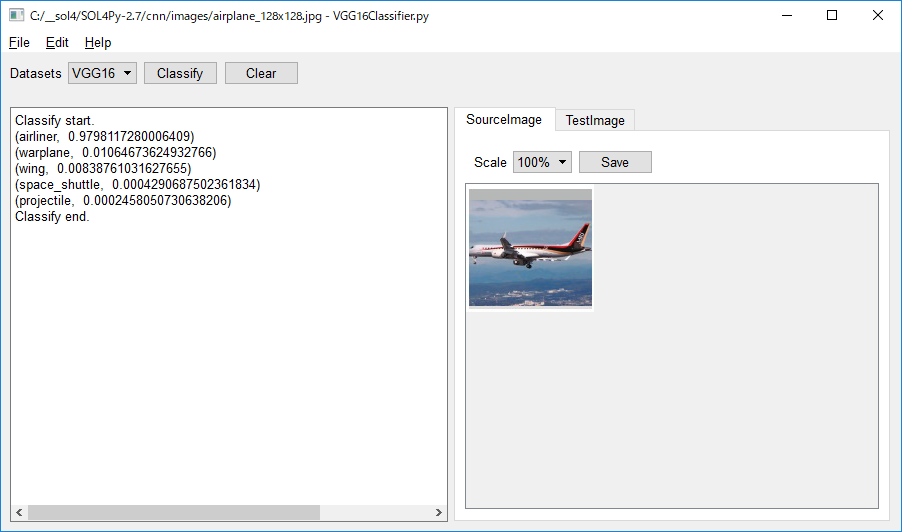 C:/__sol4/SOL4Py-2.7/cnn/images/airplane_128x128.jpg - VGG16Classifier.py
File Edit Help
Datasets VGG16 Classify Clear
Classify start.
(airliner, 0.9798117280006409)
(warplane, 0.01064673624932766)
(wing, 0.00838761031627655)
(space_shuttle, 0.0004290687502361834)
(projectile, 0.0002458050730638206)
Classify end.
SourceImage TestImage
Scale 100% Save